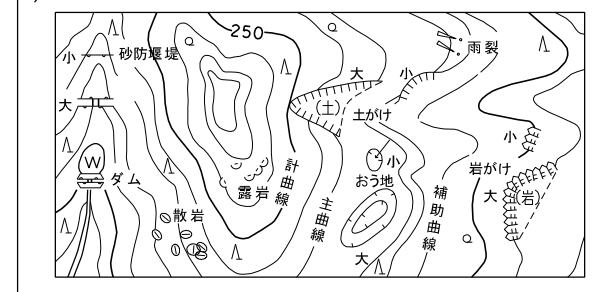 250
小 砂防堰堤
雨裂
大
小
大
(土)
土がけ
小
W
ダム
小
おう地
岩がけ
大
(岩)
露岩
散岩
計曲線
主曲線
補助曲線
大